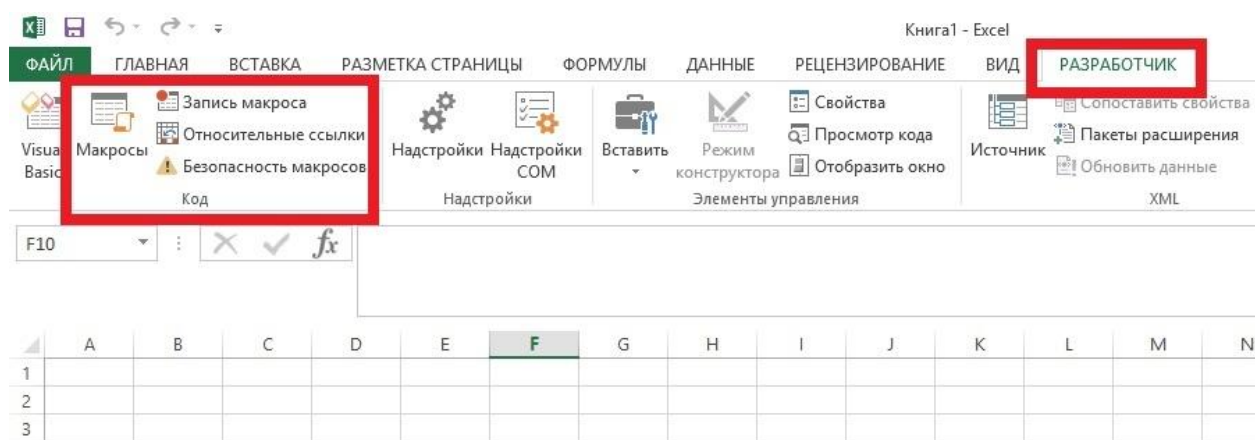 Книга1 - Excel
ФАЙЛ ГЛАВНАЯ ВСТАВКА РАЗМЕТКА СТРАНИЦЫ ФОРМУЛЫ ДАННЫЕ РЕЦЕНЗИРОВАНИЕ ВИД РАЗРАБОТЧИК
Visua
Basic
Макросы
Запись макроса
Относительные ссылки
Безопасность макросов
Код
Надстройки
Надстройки
COM
Надстройки
Вставить
Режим
конструктора
Свойства
Просмотр кода
Отобразить окно
Элементы управления
Источник
Сопоставить свойства
Пакеты расширения
Обновить данные
XML
F10
fx
A B C D E F G H I J K L M N
1
2
3